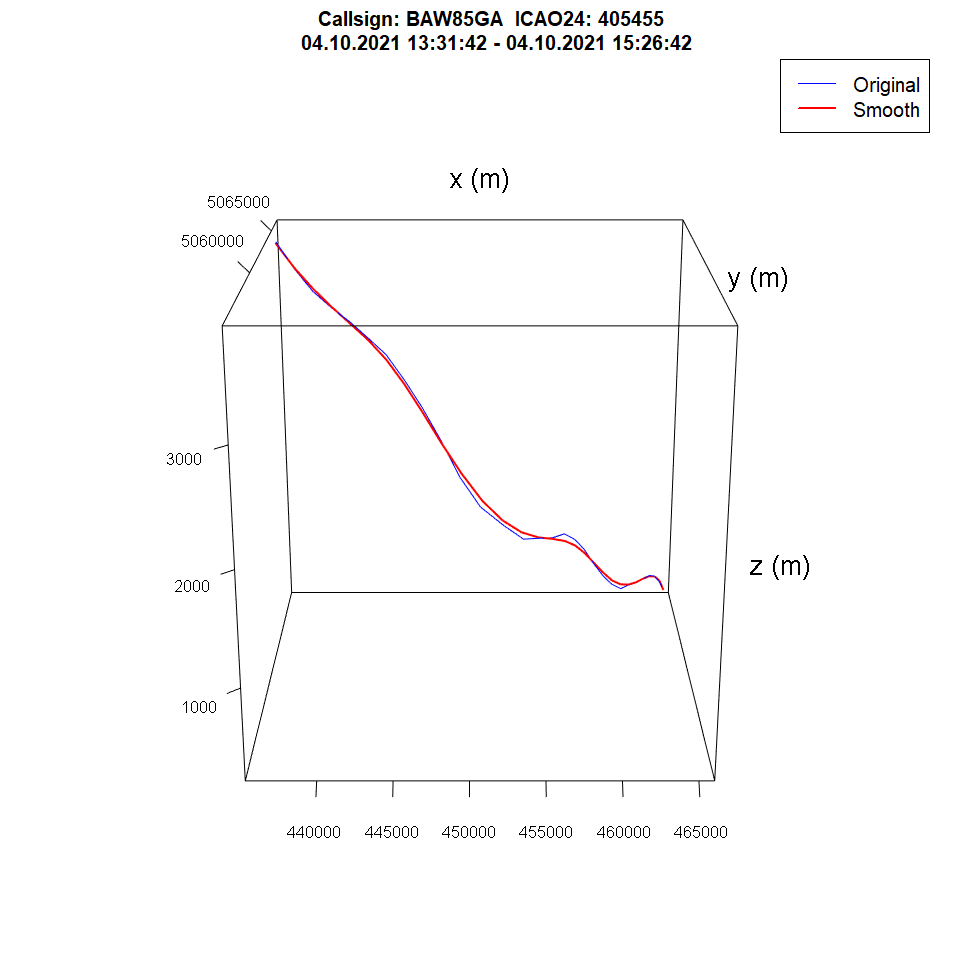 Callsign: BAW85GA  ICAO24: 405455
04.10.2021 13:31:42 - 04.10.2021 15:26:42
Original
Smooth
x (m)
5065000
5060000
y (m)
3000
z (m)
2000
1000
440000 445000 450000 455000 460000 465000